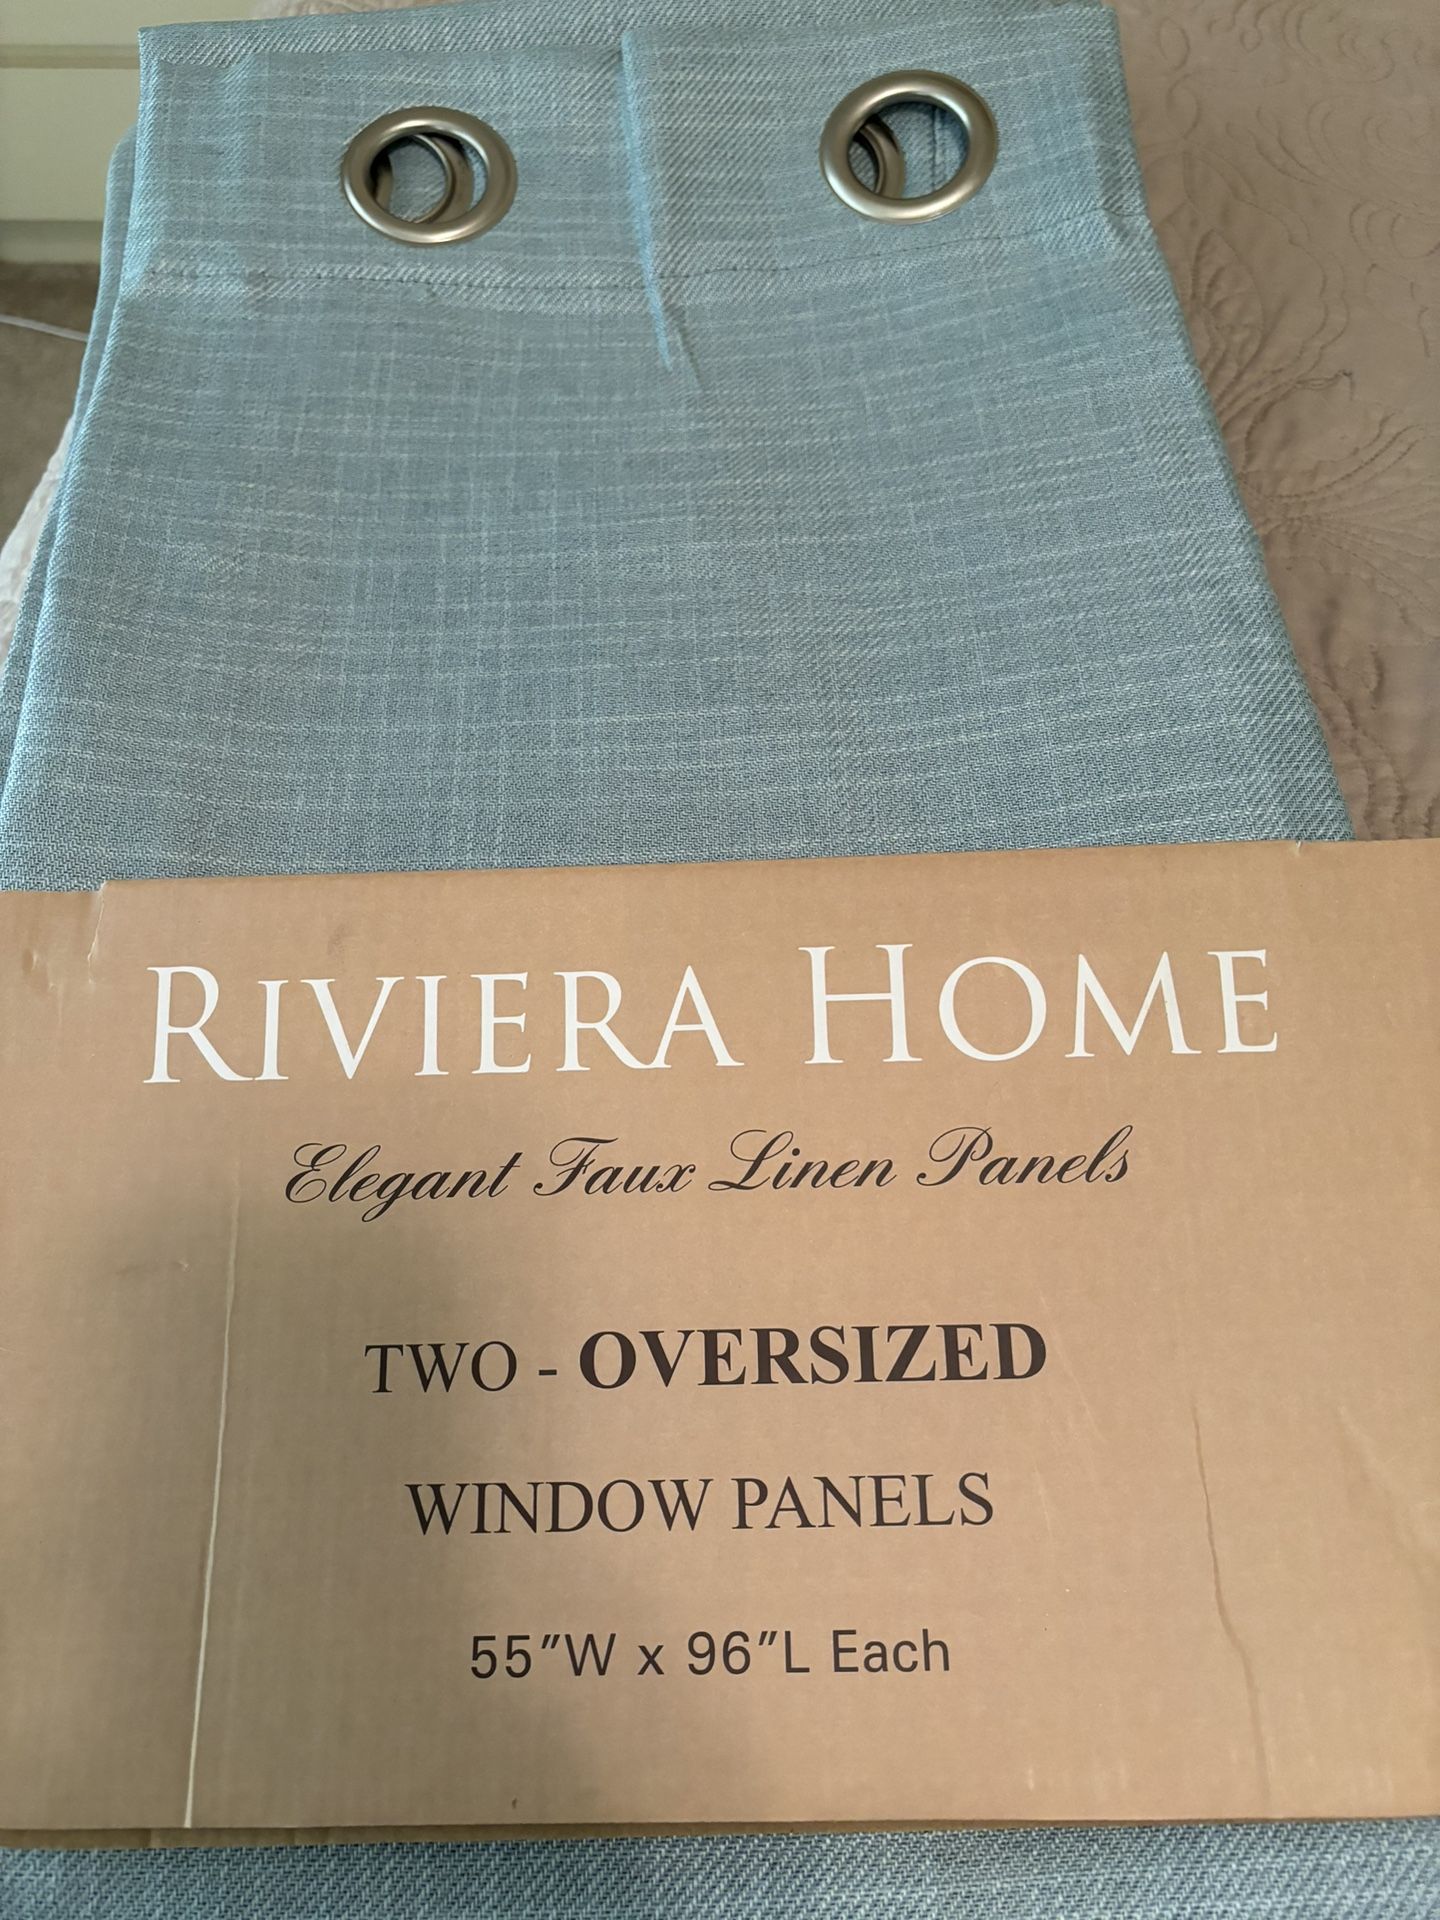 RIVIERA HOME
Elegant Faux Linen Panels
TWO - OVERSIZED
WINDOW PANELS
55"W x 96"L Each